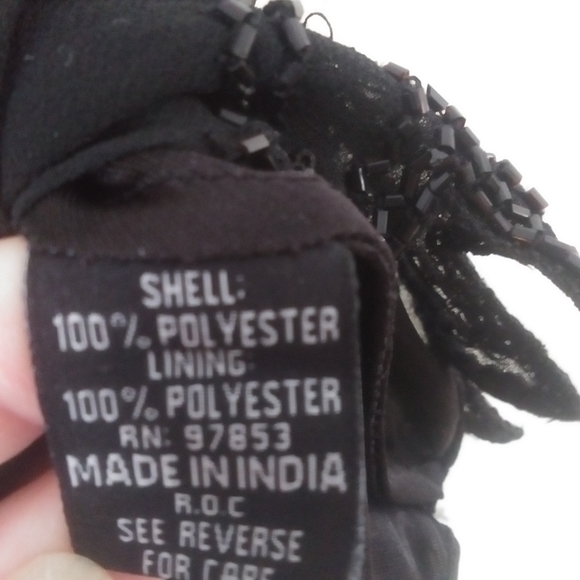 SHELL:
100% POLYESTER
LINING:
100% POLYESTER
RN: 97853
MADE IN INDIA
R.O.C
SEE REVERSE
FOR CARE